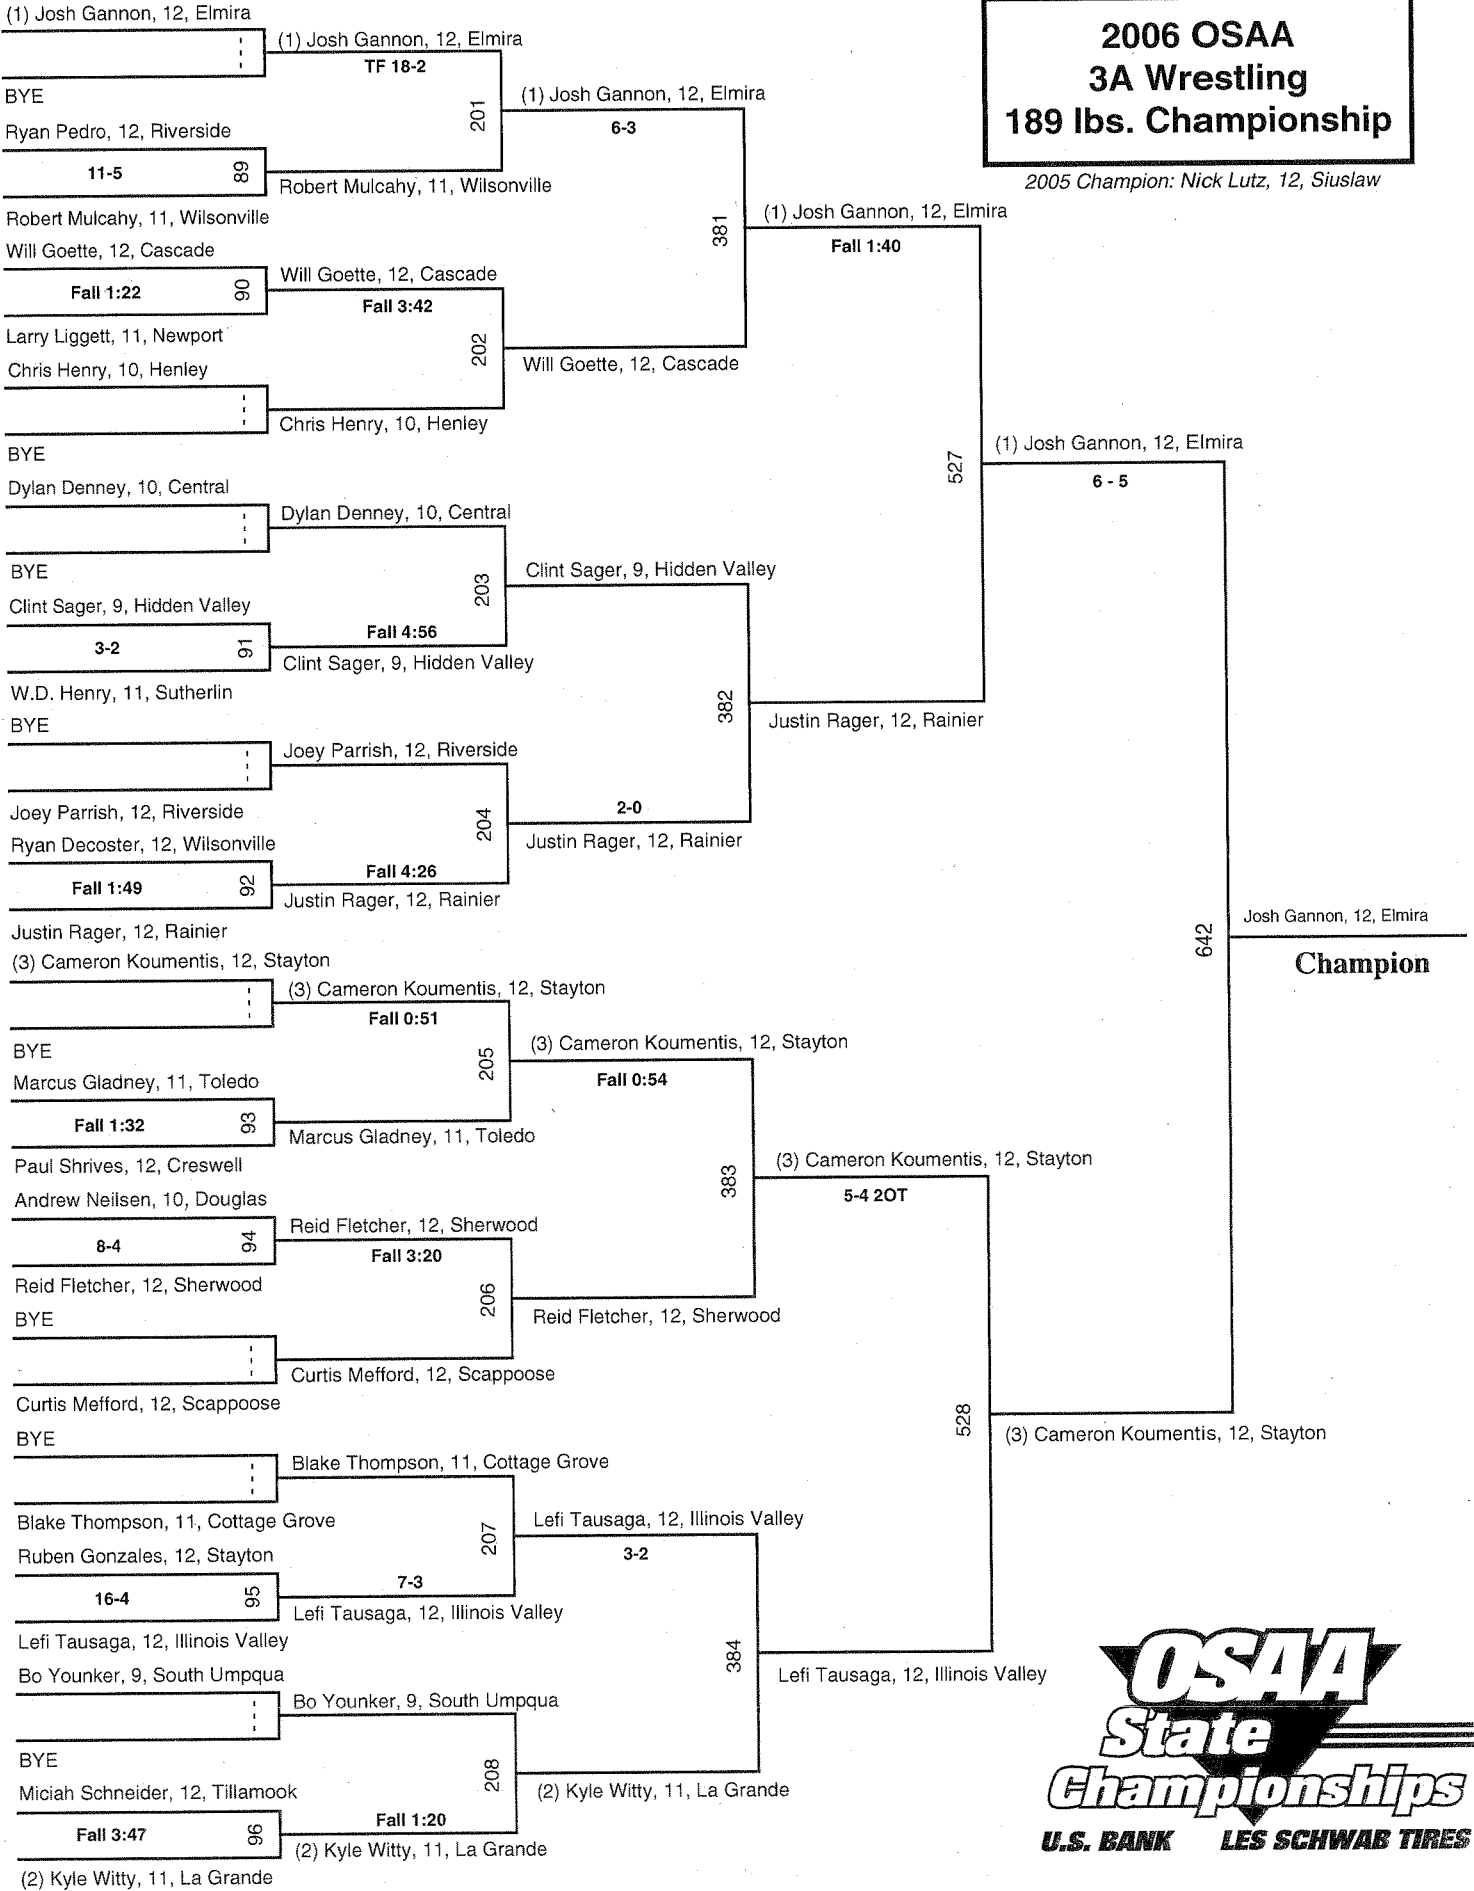 2006 OSAA
3A Wrestling
189 lbs. Championship
2005 Champion: Nick Lutz, 12, Siuslaw
(1) Josh Gannon, 12, Elmira
BYE
Ryan Pedro, 12, Riverside
11-5
89
Robert Mulcahy, 11, Wilsonville
Will Goette, 12, Cascade
Fall 1:22
90
Larry Liggett, 11, Newport
Chris Henry, 10, Henley
BYE
Dylan Denney, 10, Central
BYE
Clint Sager, 9, Hidden Valley
3-2
91
W.D. Henry, 11, Sutherlin
BYE
Joey Parrish, 12, Riverside
Ryan Decoster, 12, Wilsonville
Fall 1:49
92
Justin Rager, 12, Rainier
(3) Cameron Koumentis, 12, Stayton
BYE
Marcus Gladney, 11, Toledo
Fall 1:32
93
Paul Shrives, 12, Creswell
Andrew Neilsen, 10, Douglas
8-4
94
Reid Fletcher, 12, Sherwood
BYE
Curtis Mefford, 12, Scappoose
BYE
Blake Thompson, 11, Cottage Grove
Ruben Gonzales, 12, Stayton
16-4
95
Lefi Tausaga, 12, Illinois Valley
Bo Younker, 9, South Umpqua
BYE
Miciah Schneider, 12, Tillamook
Fall 3:47
96
(2) Kyle Witty, 11, La Grande
(1) Josh Gannon, 12, Elmira
TF 18-2
201
Robert Mulcahy, 11, Wilsonville
Will Goette, 12, Cascade
Fall 3:42
202
Chris Henry, 10, Henley
Dylan Denney, 10, Central
203
Fall 4:56
Clint Sager, 9, Hidden Valley
Joey Parrish, 12, Riverside
204
Fall 4:26
Justin Rager, 12, Rainier
(3) Cameron Koumentis, 12, Stayton
Fall 0:51
205
Marcus Gladney, 11, Toledo
Reid Fletcher, 12, Sherwood
Fall 3:20
206
Curtis Mefford, 12, Scappoose
Blake Thompson, 11, Cottage Grove
207
7-3
Lefi Tausaga, 12, Illinois Valley
Bo Younker, 9, South Umpqua
208
Fall 1:20
(2) Kyle Witty, 11, La Grande
(1) Josh Gannon, 12, Elmira
6-3
381
Will Goette, 12, Cascade
Clint Sager, 9, Hidden Valley
382
2-0
Justin Rager, 12, Rainier
(3) Cameron Koumentis, 12, Stayton
Fall 0:54
383
Reid Fletcher, 12, Sherwood
Lefi Tausaga, 12, Illinois Valley
3-2
384
(2) Kyle Witty, 11, La Grande
(1) Josh Gannon, 12, Elmira
Fall 1:40
527
Justin Rager, 12, Rainier
(3) Cameron Koumentis, 12, Stayton
5-4 2OT
528
Lefi Tausaga, 12, Illinois Valley
(1) Josh Gannon, 12, Elmira
6 - 5
642
(3) Cameron Koumentis, 12, Stayton
Josh Gannon, 12, Elmira
Champion
OSAA
State
Championships
U.S. BANK LES SCHWAB TIRES